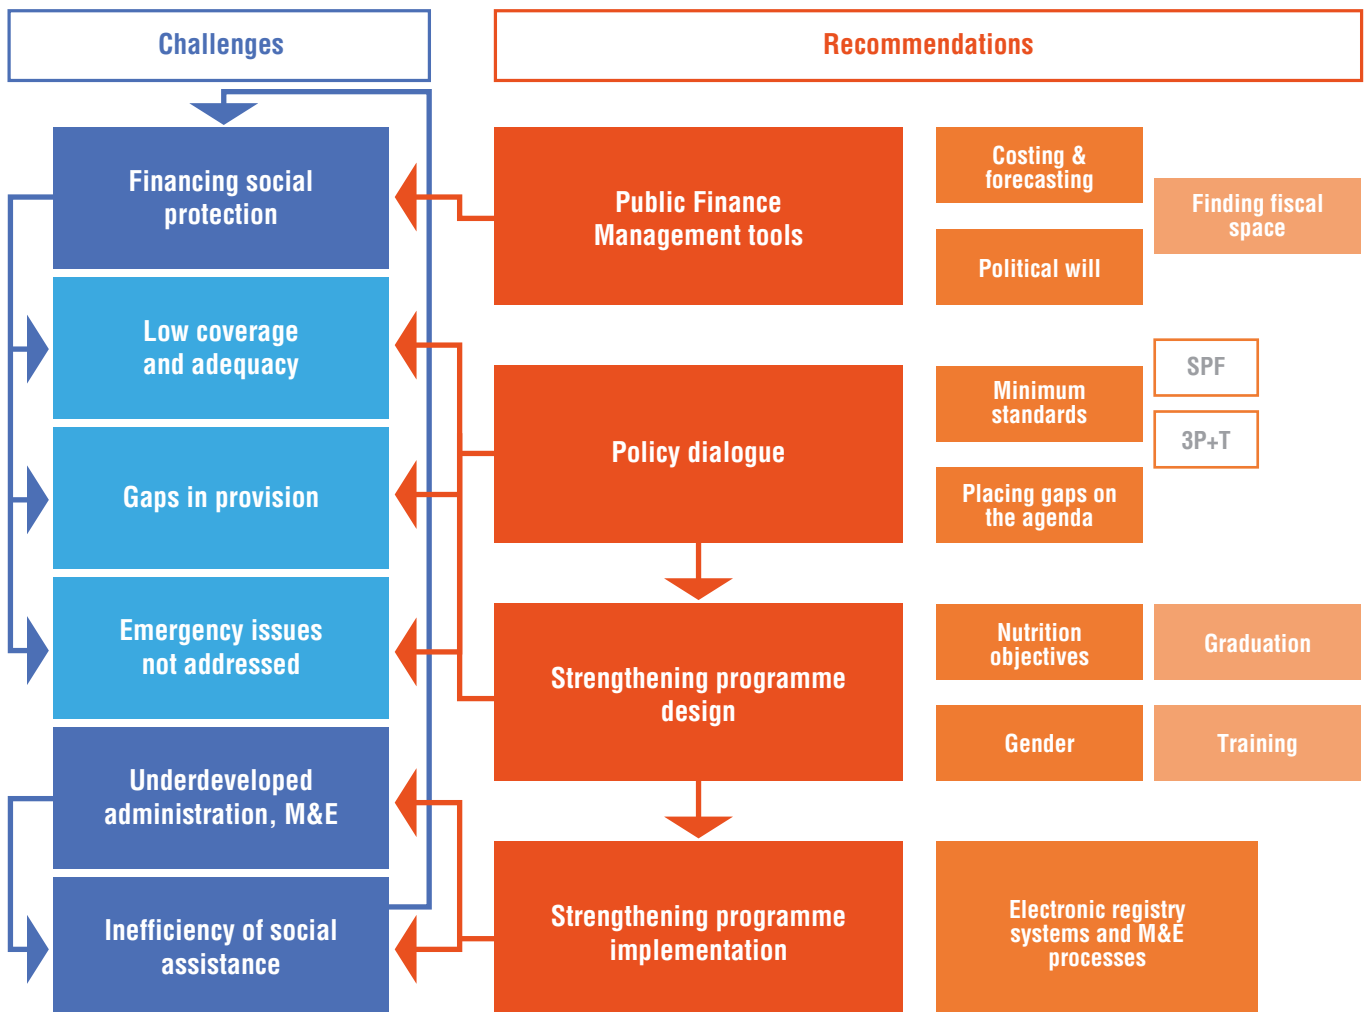 Challenges
Recommendations
Financing social
protection
Low coverage
and adequacy
Gaps in provision
Emergency issues
not addressed
Underdeveloped
administration, M&E
Inefficiency of social
assistance
Public Finance
Management tools
Costing &
forecasting
Political will
Finding fiscal
space
Policy dialogue
Minimum
standards
Placing gaps on
the agenda
SPF
3P+T
Strengthening programme
design
Nutrition
objectives
Graduation
Gender
Training
Strengthening programme
implementation
Electronic registry
systems and M&E
processes